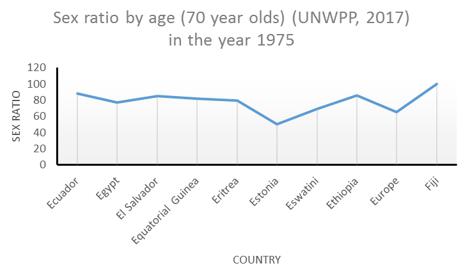 Sex ratio by age (70 year olds) (UNWPP, 2017)
in the year 1975
SEX RATIO
120
100
80
60
40
20
0
Ecuador
Egypt
El Salvador
Equatorial Guinea
Eritrea
Estonia
Eswatini
Ethiopia
Europe
Fiji
COUNTRY